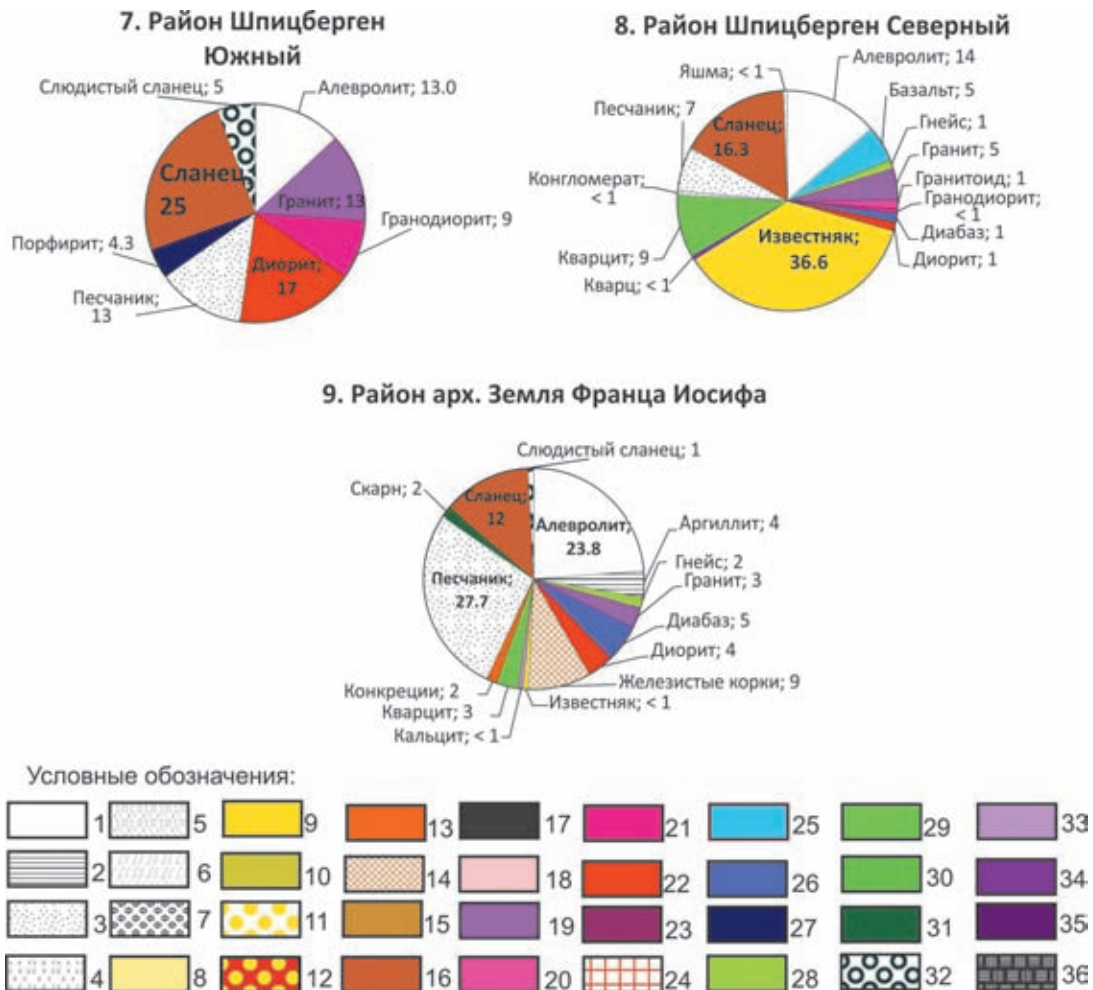 7. Район Шпицберген
Южный
Слюдистый сланец; 5
Алевролит; 13.0
Сланец
25
Гранит; 13
Гранодиорит; 9
Порфирит; 4.3
Диорит;
17
Песчаник;
13
8. Район Шпицберген Северный
Яшма; < 1
Алевролит; 14
Песчаник; 7
Базальт; 5
Сланец;
16.3
Гнейс; 1
Гранит; 5
Конгломерат;
< 1
Гранитоид; 1
Гранодиорит;
< 1
Известняк;
36.6
Диабаз; 1
Кварцит; 9
Диорит; 1
Кварц; < 1
9. Район арх. Земля Франца Иосифа
Слюдистый сланец; 1
Скарн; 2
Сланец;
12
Алевролит;
23.8
Аргиллит; 4
Гнейс; 2
Гранит; 3
Песчаник;
27.7
Диабаз; 5
Диорит; 4
Железистые корки; 9
Конкреции; 2
Известняк; < 1
Кварцит; 3
Кальцит; < 1
Условные обозначения:
1 5 9 13 17 21 25 29 33
2 6 10 14 18 22 26 30 34
3 7 11 15 19 23 27 31 35
4 8 12 16 20 24 28 32 36